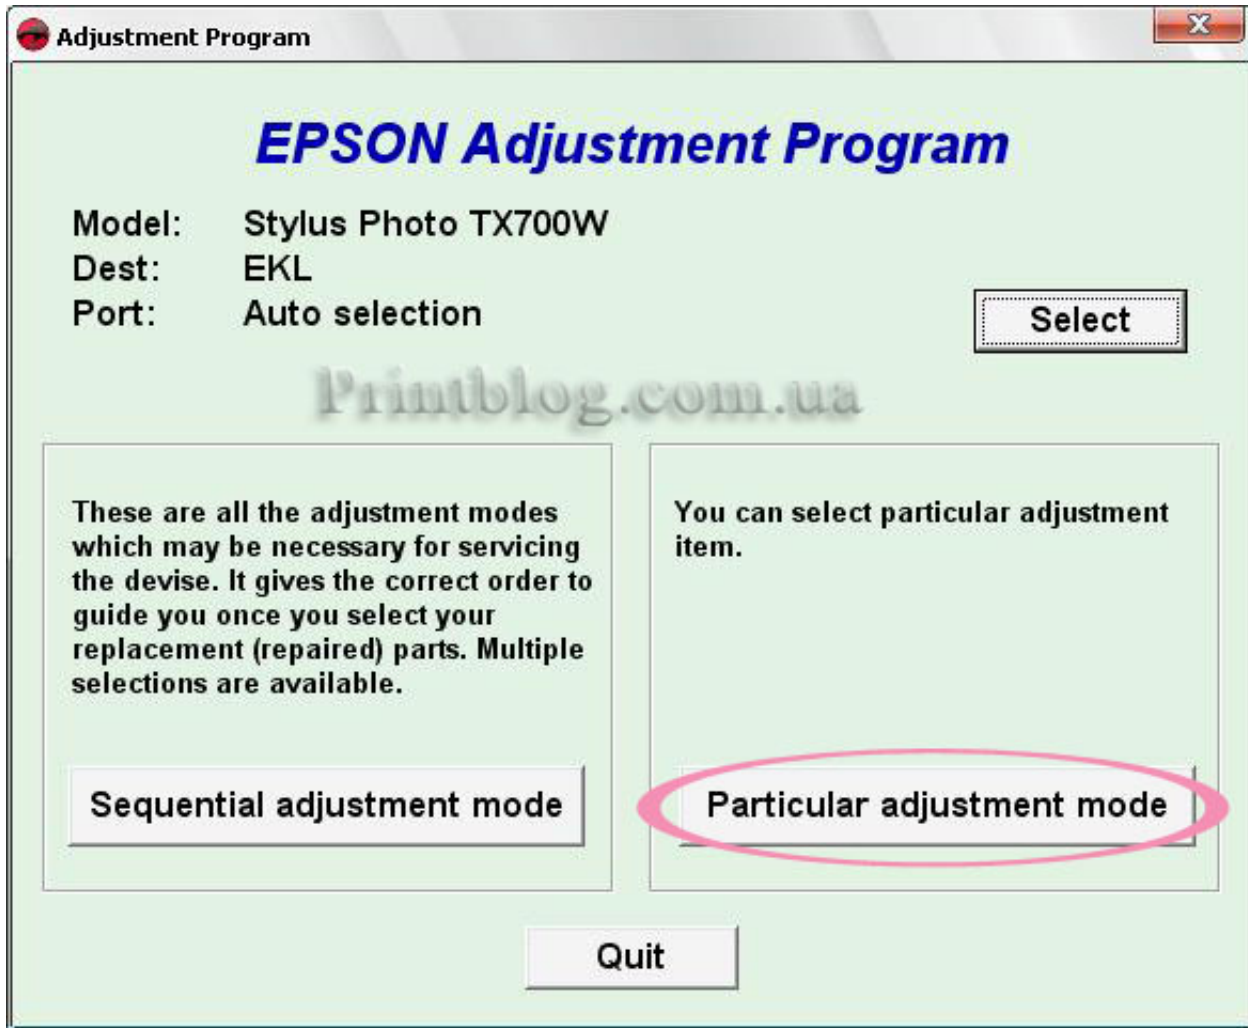 Adjustment Program
X
EPSON Adjustment Program
Model: Stylus Photo TX700W
Dest: EKL
Port: Auto selection
Select
Printblog.com.ua
These are all the adjustment modes
which may be necessary for servicing
the devise. It gives the correct order to
guide you once you select your
replacement (repaired) parts. Multiple
selections are available.
Sequential adjustment mode
You can select particular adjustment
item.
Particular adjustment mode
Quit